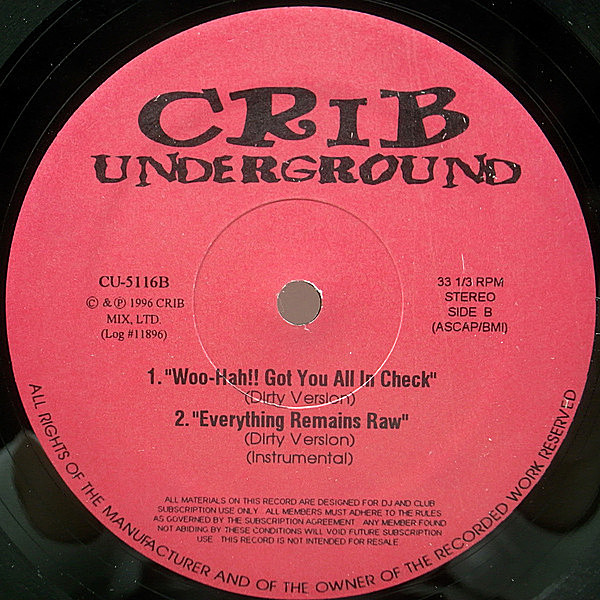 CRIB
UNDERGROUND
CU-5116B
© & ℗ 1996 CRIB
MIX, LTD.
(Log #11896)
33 1/3 RPM
STEREO
SIDE B
(ASCAP/BMI)
1. "Woo-Hah!! Got You All In Check"
(Dirty Version)
2. "Everything Remains Raw"
(Dirty Version)
(Instrumental)
ALL MATERIALS ON THIS RECORD ARE DESIGNED FOR DJ AND CLUB
SUBSCRIPTION USE ONLY. ALL MEMBERS MUST ADHERE TO THE RULES
AS GOVERNED BY THE SUBSCRIPTION AGREEMENT. ANY MEMBER FOUND
NOT ABIDING BY THESE CONDITIONS WILL VOID FUTURE SUBSCRIPTION
USE. THIS RECORD IS NOT INTENDED FOR RESALE.
ALL RIGHTS OF THE MANUFACTURER AND OF THE OWNER OF THE RECORDED WORK RESERVED